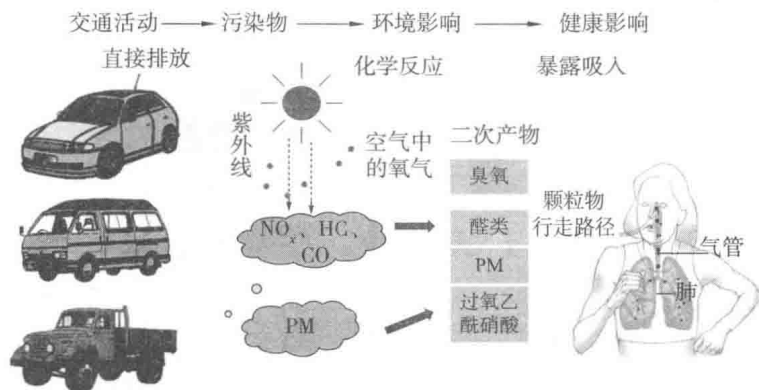 交通活动 污染物 环境影响 健康影响
直接排放 化学反应 暴露吸入
紫外线
空气中
的氧气
二次产物
臭氧
NOx、HC、
CO
醛类
PM
颗粒物
行走路径
气管
肺
PM
过氧乙
酰硝酸